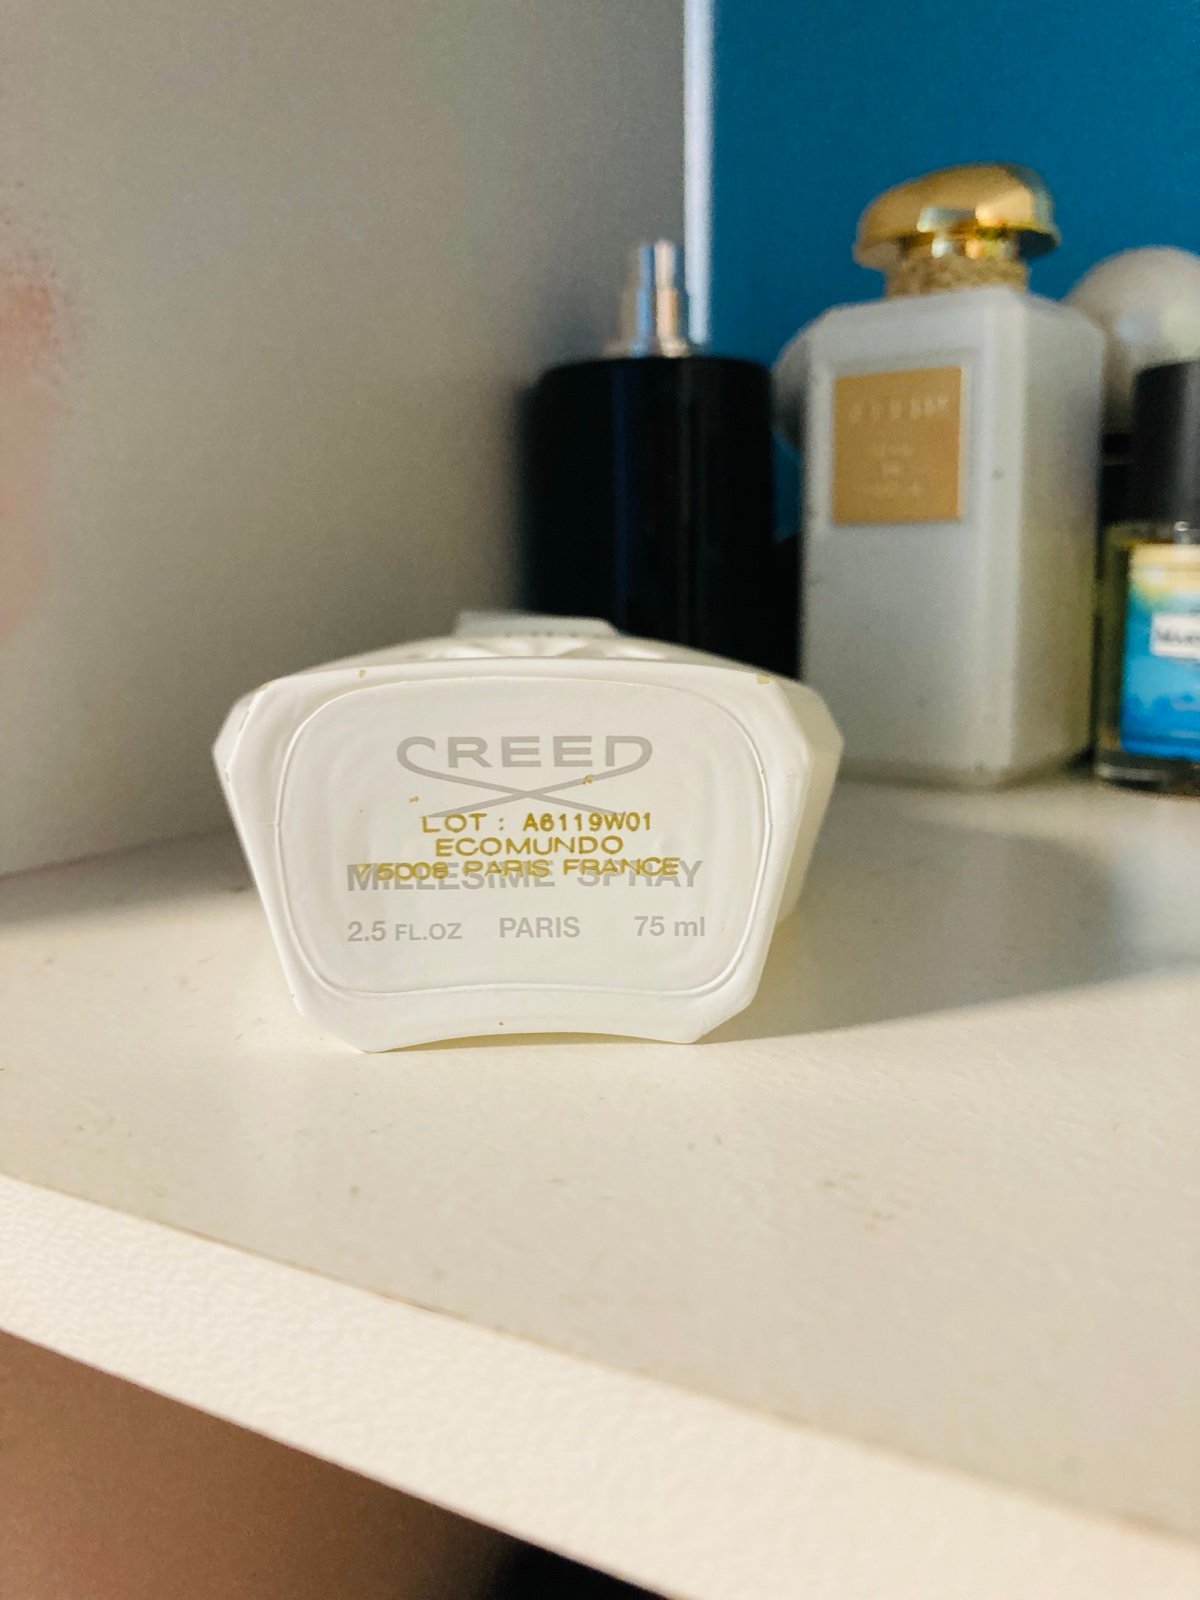 CREED
LOT : A6119W01
ECOMUNDO
75008 PARIS FRANCE
MILLESIME SPRAY
2.5 FL.OZ PARIS 75 ml